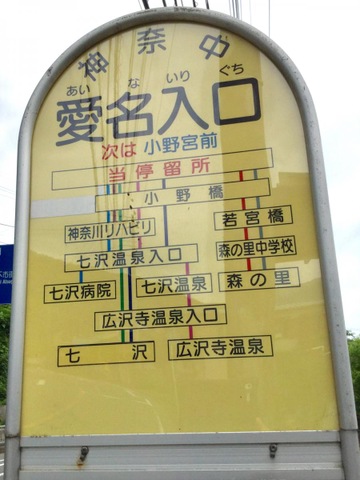 神奈中
あい な いり ぐち
愛名入口
次は 小野宮前
当停留所
小野橋
神奈川リハビリ 若宮橋
七沢温泉入口 森の里中学校
七沢病院 七沢温泉 森の里
広沢寺温泉入口
七沢 広沢寺温泉